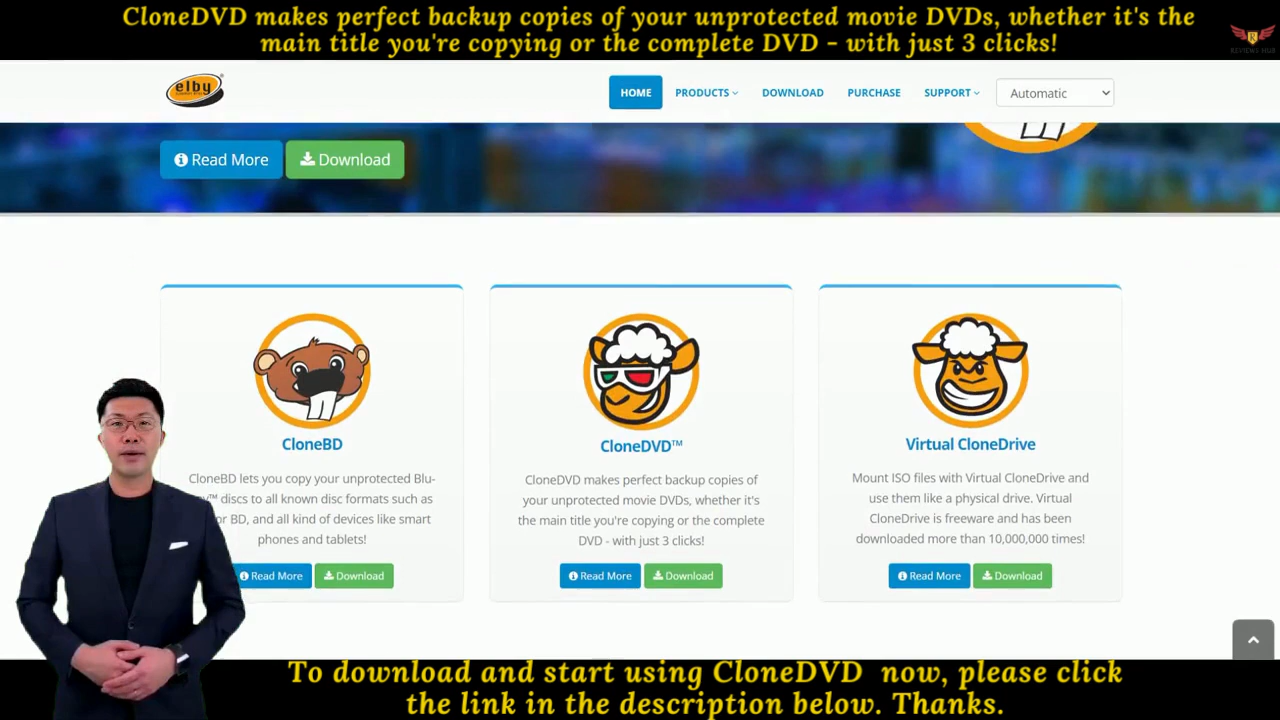 CloneDVD makes perfect backup copies of your unprotected movie DVDs, whether it's the
main title you're copying or the complete DVD - with just 3 clicks!
R
REVIEWS HUB
elby
HOME
PRODUCTS
DOWNLOAD
PURCHASE
SUPPORT
Automatic
Read More
Download
CloneBD
CloneBD lets you copy your unprotected Blu-
™ discs to all known disc formats such as
or BD, and all kind of devices like smart
phones and tablets!
Read More
Download
CloneDVD™
CloneDVD makes perfect backup copies of
your unprotected movie DVDs, whether it's
the main title you're copying or the complete
DVD - with just 3 clicks!
Read More
Download
Virtual CloneDrive
Mount ISO files with Virtual CloneDrive and
use them like a physical drive. Virtual
CloneDrive is freeware and has been
downloaded more than 10,000,000 times!
Read More
Download
To download and start using CloneDVD now, please click
the link in the description below. Thanks.